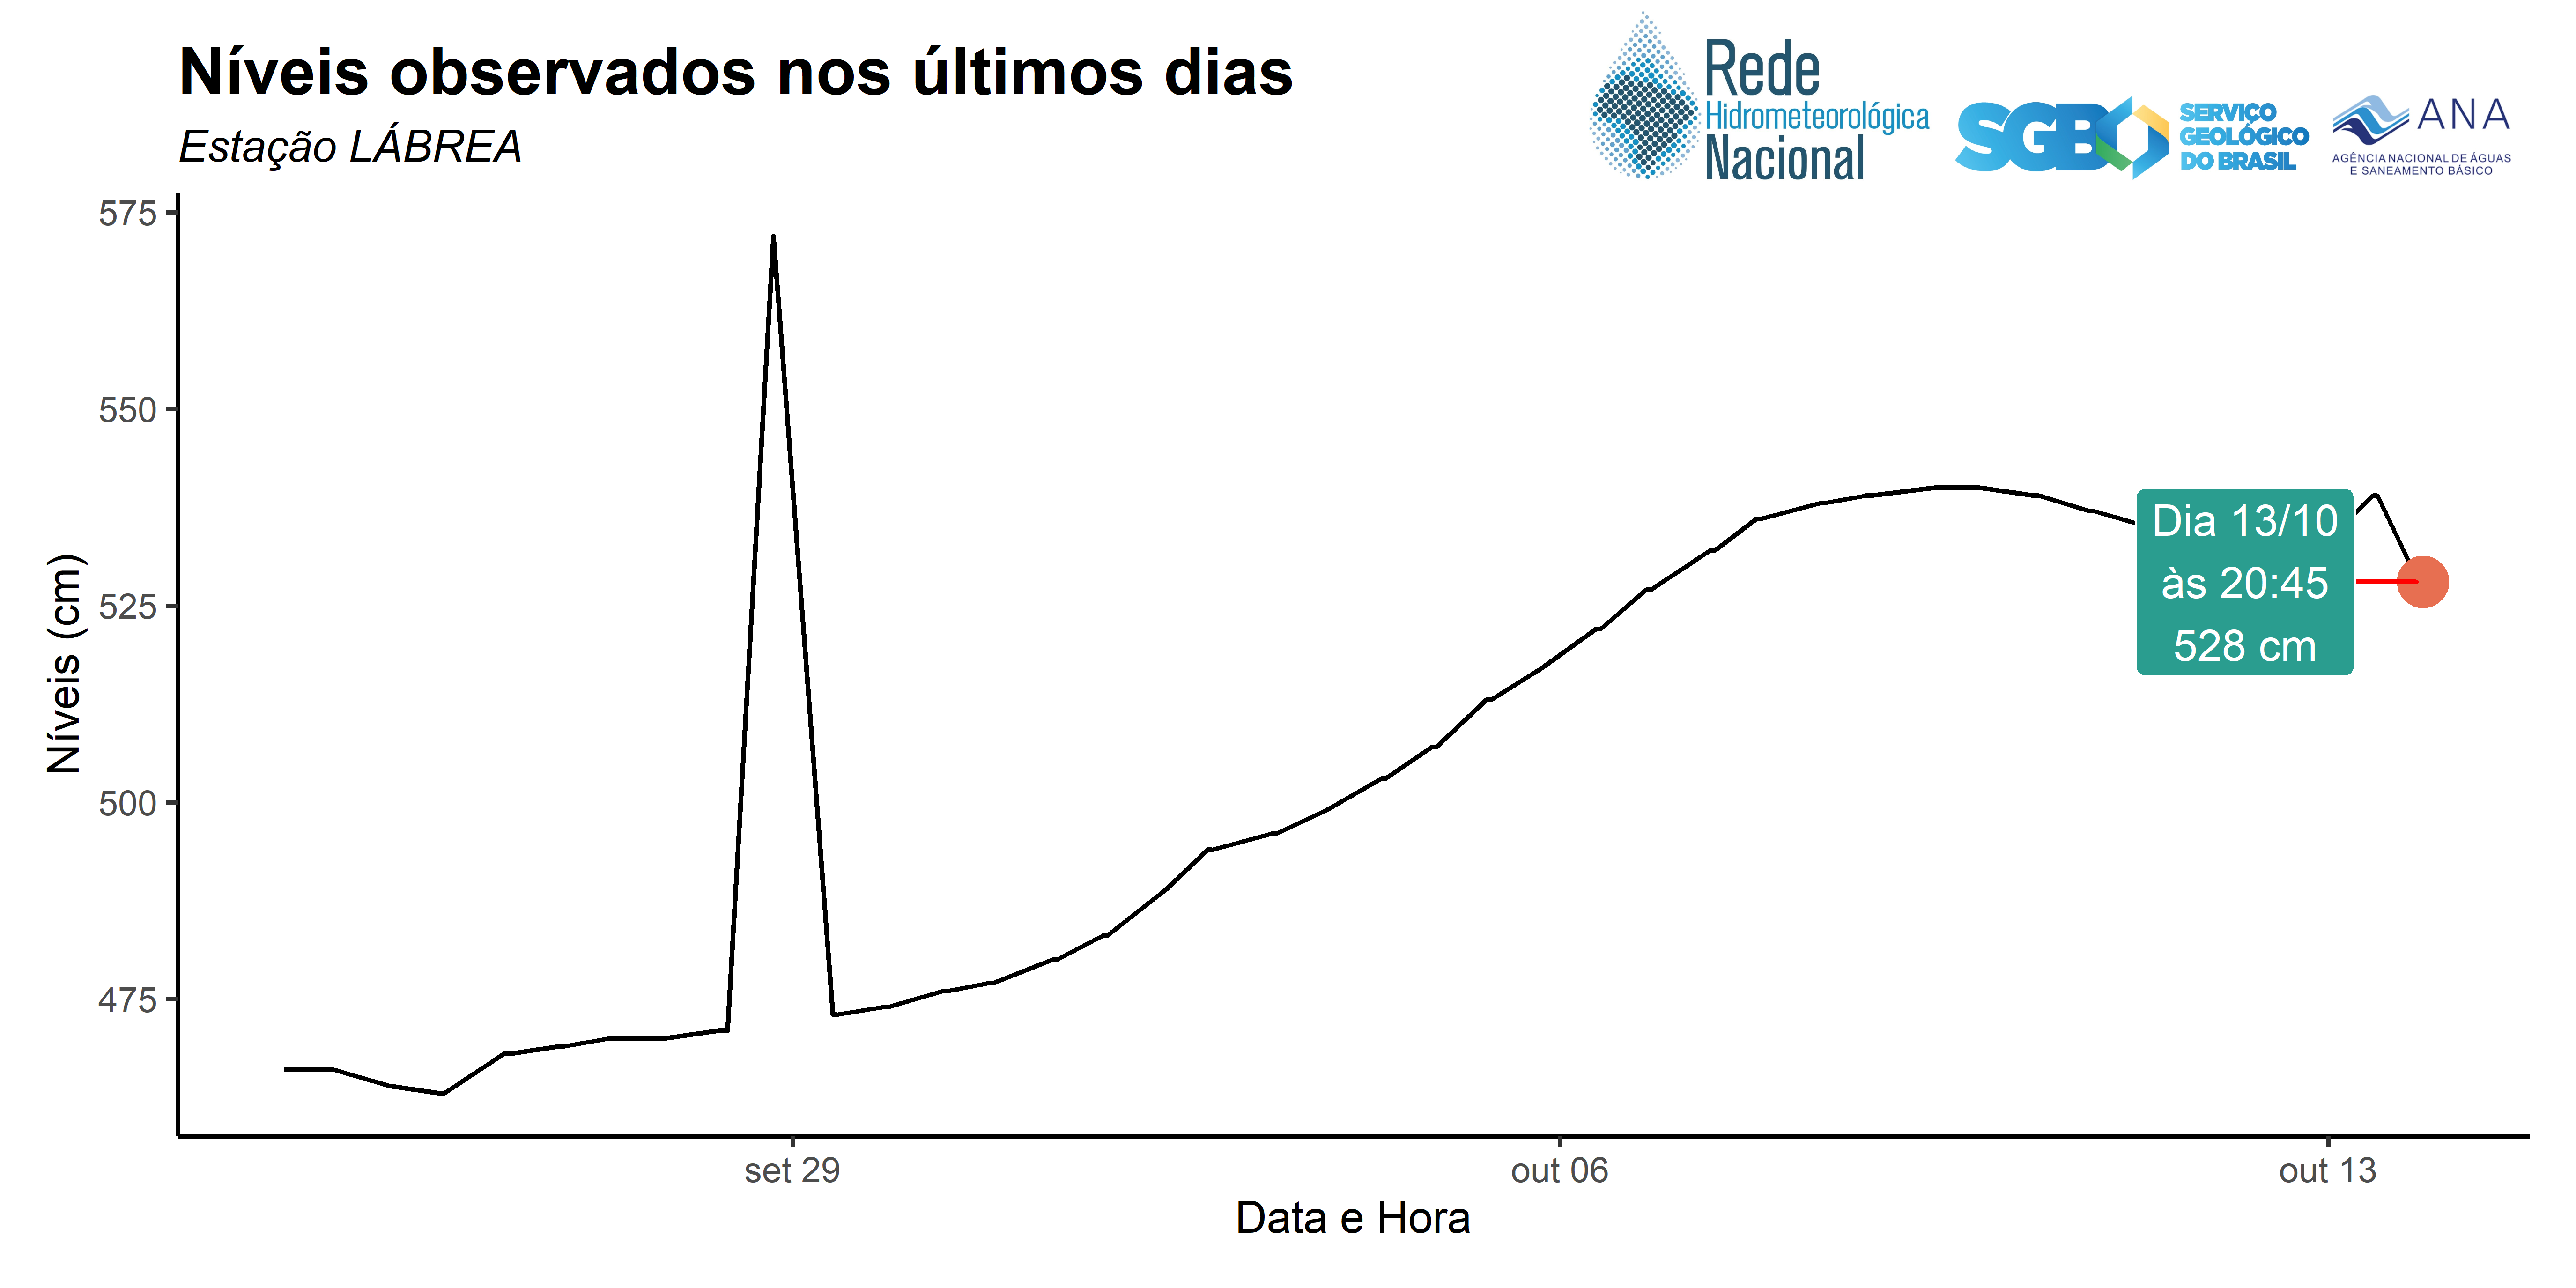 Níveis observados nos últimos dias
Estação LÁBREA
Rede
Hidrometeorológica
Nacional
SGB
SERVIÇO
GEOLÓGICO
DO BRASIL
ANA
AGÊNCIA NACIONAL DE ÁGUAS
E SANEAMENTO BÁSICO
Níveis (cm)
575
550
525
500
475
Dia 13/10
às 20:45
528 cm
set 29
out 06
out 13
Data e Hora